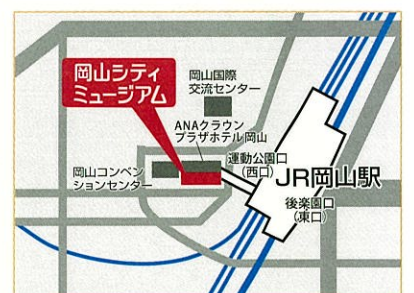 岡山シティ
ミュージアム
岡山国際
交流センター
ANAクラウン
プラザホテル岡山
運動公園口
(西口)
岡山コンベン
ションセンター
JR岡山駅
後楽園口
(東口)